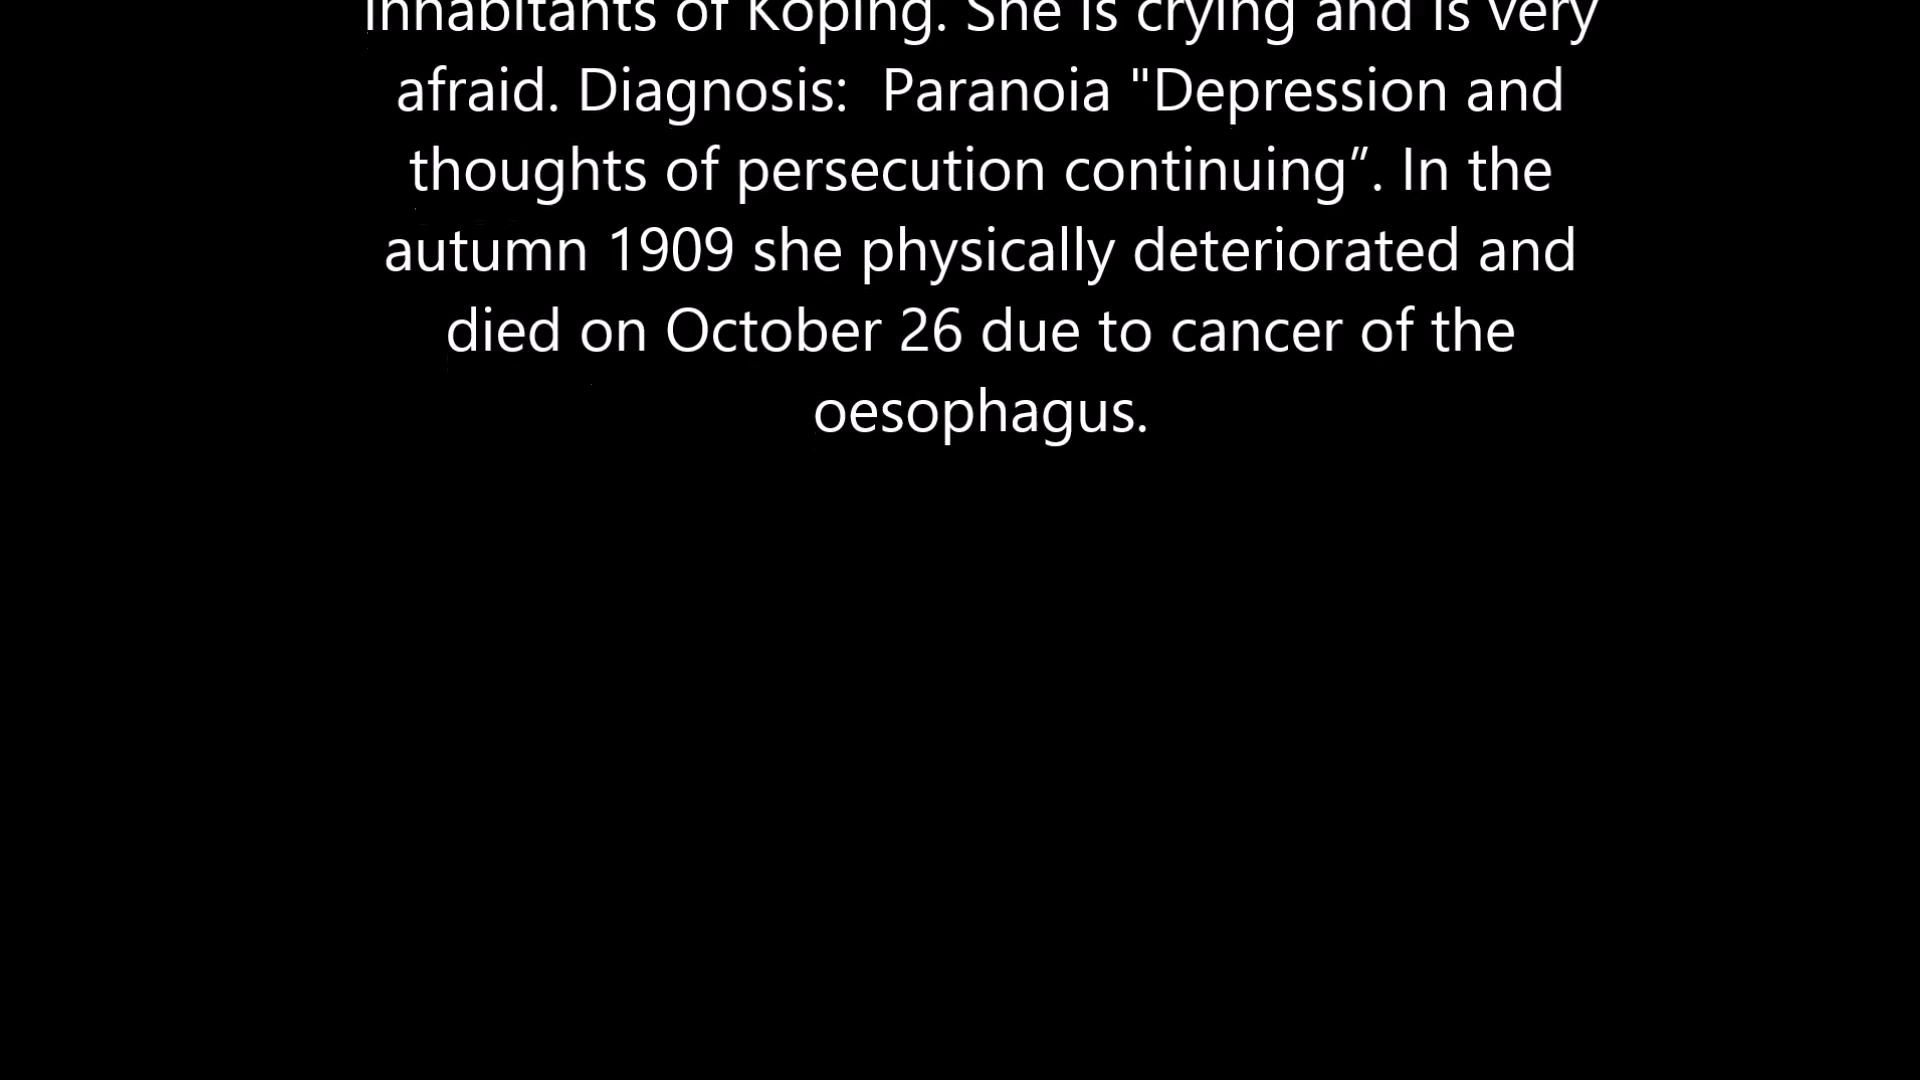 inhabitants of Köping. She is crying and is very
afraid. Diagnosis:  Paranoia "Depression and
thoughts of persecution continuing”. In the
autumn 1909 she physically deteriorated and
died on October 26 due to cancer of the
oesophagus.